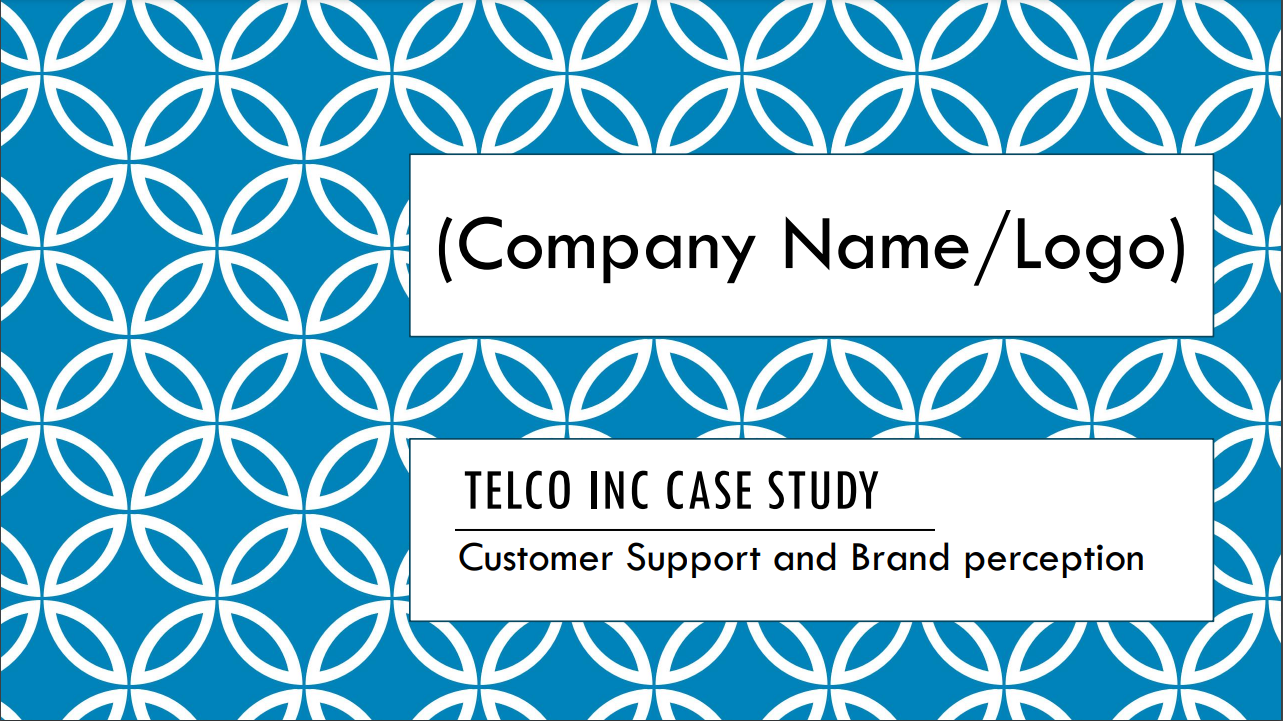 (Company Name/Logo)
TELCO INC CASE STUDY
Customer Support and Brand perception